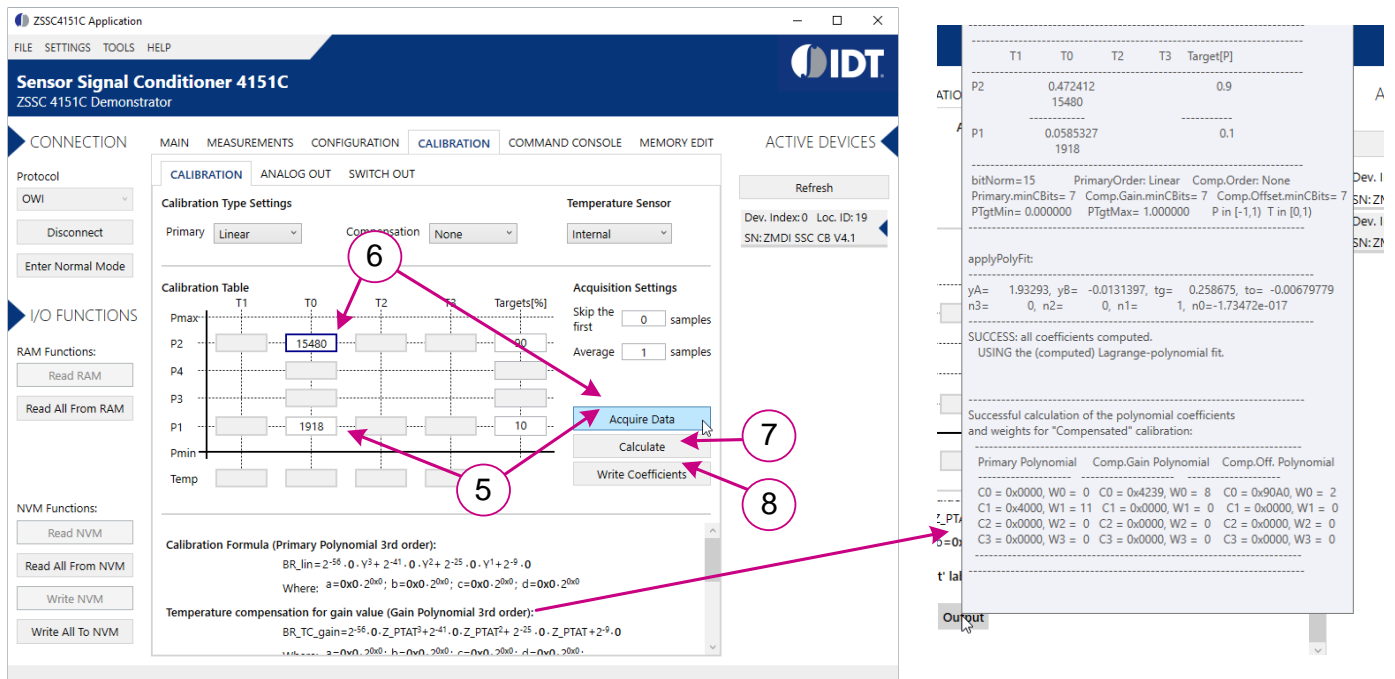 ZSSC4151C Application
FILE SETTINGS TOOLS HELP
IDT.
Sensor Signal Conditioner 4151C
ZSSC 4151C Demonstrator
CONNECTION
Protocol
OWI
Disconnect
Enter Normal Mode
I/O FUNCTIONS
RAM Functions:
Read RAM
Read All From RAM
NVM Functions:
Read NVM
Read All From NVM
Write NVM
Write All To NVM
MAIN MEASUREMENTS CONFIGURATION CALIBRATION COMMAND CONSOLE MEMORY EDIT
CALIBRATION ANALOG OUT SWITCH OUT
Calibration Type Settings
Primary Linear Compensation None
Temperature Sensor
Internal
6
Calibration Table
T1 T0 T2 T3 Targets[%]
Pmax
P2 15480 90
P4
P3
P1 1918 10
Pmin
Temp
5
Acquisition Settings
Skip the first 0 samples
Average 1 samples
Acquire Data
Calculate
Write Coefficients
7
8
Calibration Formula (Primary Polynomial 3rd order):
BR_lin=2-56·0·Y3+ 2-41·0·Y2+ 2-25·0·Y1+2-9·0
Where: a=0x0·20x0; b=0x0·20x0; c=0x0·20x0; d=0x0·20x0
Temperature compensation for gain value (Gain Polynomial 3rd order):
BR_TC_gain=2-56·0·Z_PTAT3+2-41·0·Z_PTAT2+ 2-25·0·Z_PTAT+2-9·0
Where: a=0x0·20x0; b=0x0·20x0; c=0x0·20x0; d=0x0·20x0;
ACTIVE DEVICES
Refresh
Dev. Index: 0 Loc. ID: 19
SN: ZMDI SSC CB V4.1
T1 T0 T2 T3 Target[P]
P2 0.472412 0.9
15480
P1 0.0585327 0.1
1918
bitNorm=15 PrimaryOrder: Linear Comp.Order: None
Primary.minCBits= 7 Comp.Gain.minCBits= 7 Comp.Offset.minCBits= 7
PTgtMin= 0.000000 PTgtMax= 1.000000 P in [-1,1) T in [0,1)
applyPolyFit:
yA= 1.93293, yB= -0.0131397, tg= 0.258675, to= -0.00679779
n3= 0, n2= 0, n1= 1, n0=-1.73472e-017
SUCCESS: all coefficients computed.
USING the (computed) Lagrange-polynomial fit.
Successful calculation of the polynomial coefficients
and weights for "Compensated" calibration:
Primary Polynomial Comp.Gain Polynomial Comp.Off. Polynomial
C0 = 0x0000, W0 = 0 C0 = 0x4239, W0 = 8 C0 = 0x90A0, W0 = 2
C1 = 0x4000, W1 = 11 C1 = 0x0000, W1 = 0 C1 = 0x0000, W1 = 0
C2 = 0x0000, W2 = 0 C2 = 0x0000, W2 = 0 C2 = 0x0000, W2 = 0
C3 = 0x0000, W3 = 0 C3 = 0x0000, W3 = 0 C3 = 0x0000, W3 = 0
Output